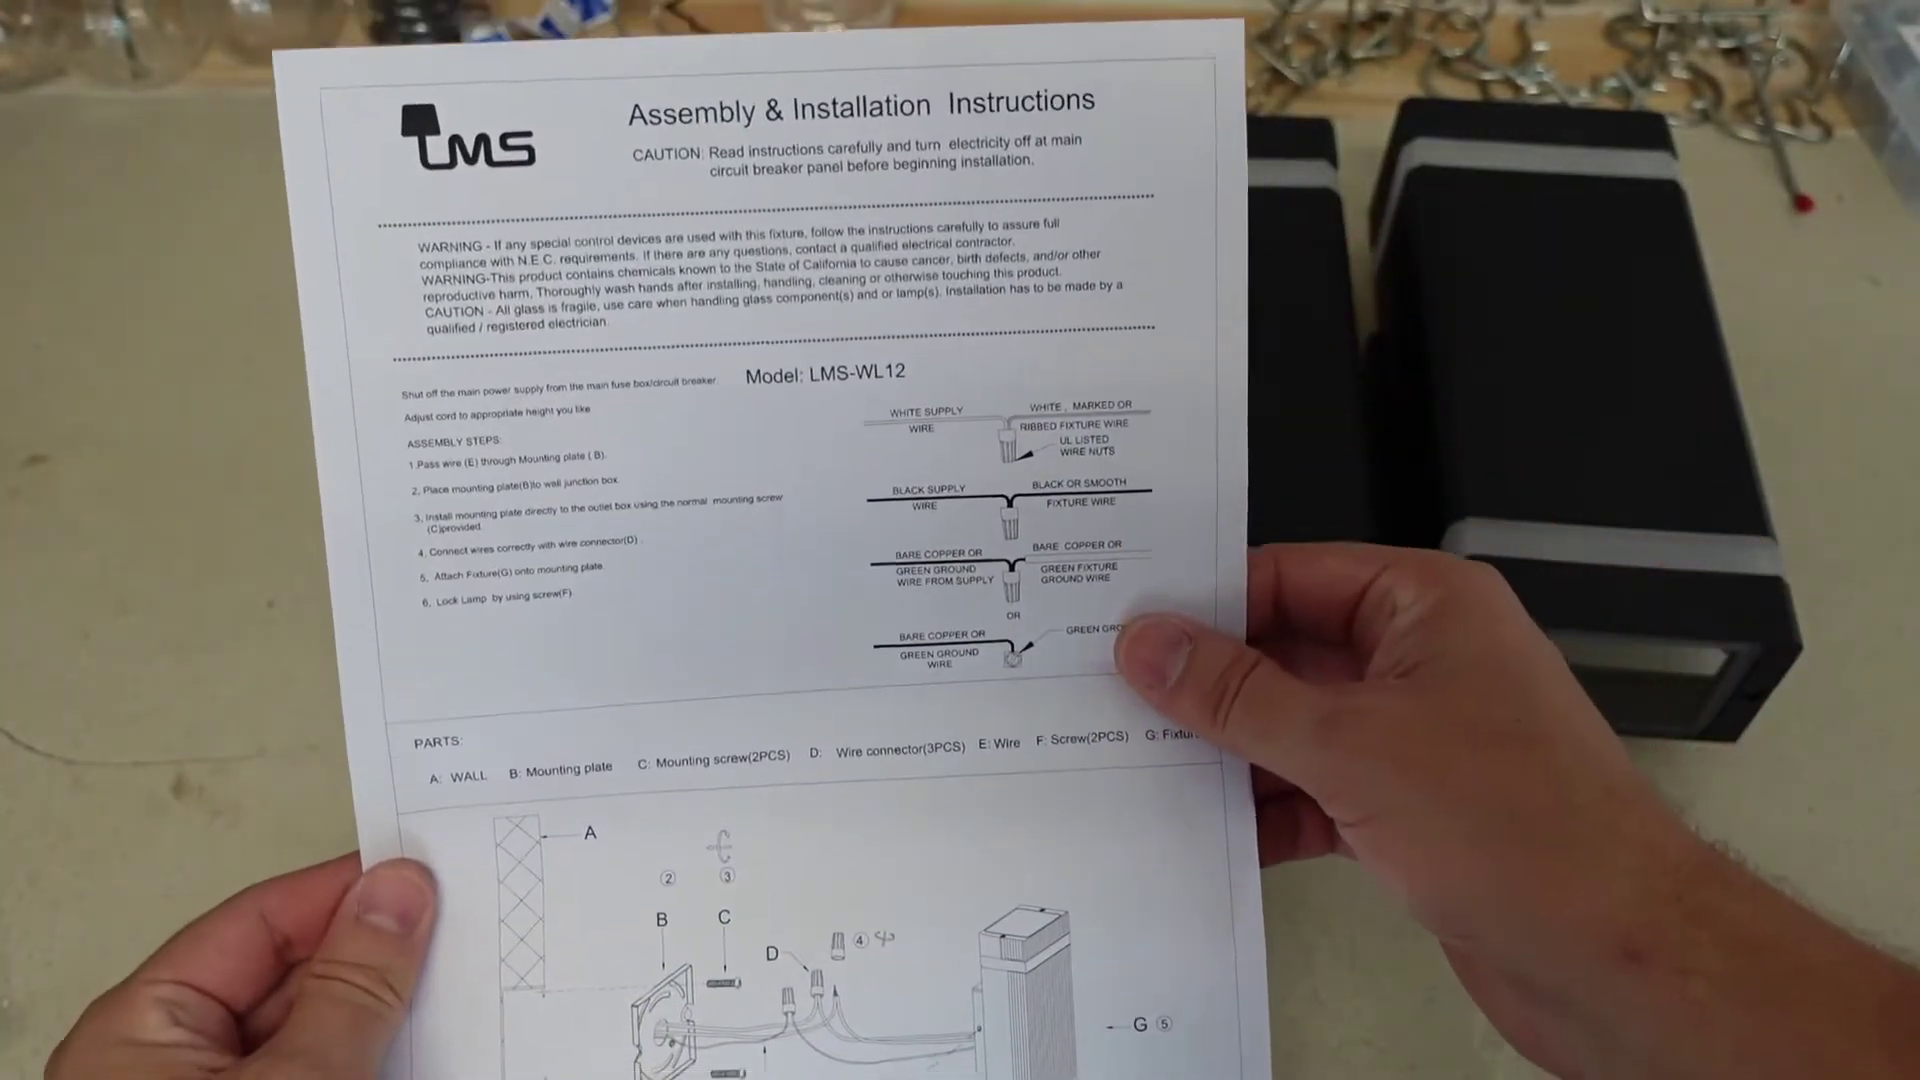 LMS
Assembly & Installation Instructions
CAUTION: Read instructions carefully and turn electricity off at main
circuit breaker panel before beginning installation.
WARNING - If any special control devices are used with this fixture, follow the instructions carefully to assure full
compliance with N.E.C. requirements. If there are any questions, contact a qualified electrical contractor.
WARNING-This product contains chemicals known to the State of California to cause cancer, birth defects, and/or other
reproductive harm. Thoroughly wash hands after installing, handling, cleaning or otherwise touching this product.
CAUTION - All glass is fragile, use care when handling glass component(s) and or lamp(s). Installation has to be made by a
qualified / registered electrician.
Shut off the main power supply from the main fuse box/circuit breaker
Model: LMS-WL12
Adjust cord to appropriate height you like
ASSEMBLY STEPS:
1.Pass wire (E) through Mounting plate ( B).
2, Place mounting plate(B)to wall junction box.
3, Install mounting plate directly to the outlet box using the normal mounting screw
(C)provided.
4, Connect wires correctly with wire connector(D) .
5, Attach Fixture(G) onto mounting plate.
6, Lock Lamp by using screw(F)
WHITE SUPPLY
WIRE
WHITE , MARKED OR
RIBBED FIXTURE WIRE
UL LISTED
WIRE NUTS
BLACK SUPPLY
WIRE
BLACK OR SMOOTH
FIXTURE WIRE
BARE COPPER OR
GREEN GROUND
WIRE FROM SUPPLY
BARE COPPER OR
GREEN FIXTURE
GROUND WIRE
OR
BARE COPPER OR
GREEN GROUND
WIRE
GREEN
PARTS:
A: WALL B: Mounting plate C: Mounting screw(2PCS) D: Wire connector(3PCS) E: Wire F: Screw(2PCS) G:
A
2
3
B
C
D
4
G 5